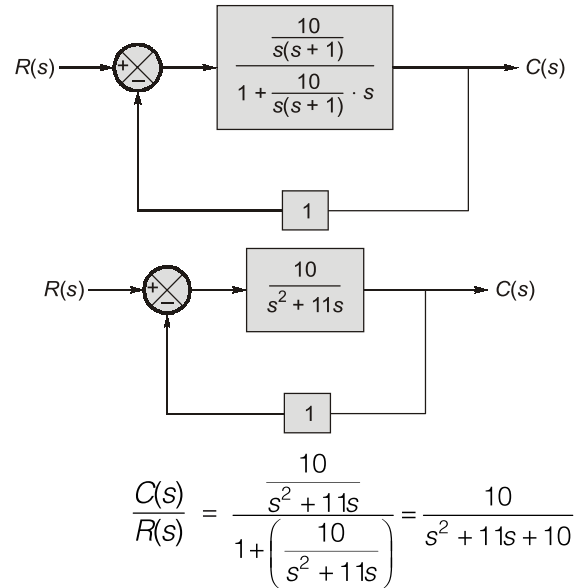 R(s) + − (10/(s(s + 1)))/(1 + 10/(s(s + 1)) · s) C(s)
1
R(s) + − 10/(s² + 11s) C(s)
1
C(s)/R(s) = (10/(s² + 11s))/(1+(10/(s² + 11s))) = 10/(s² + 11s + 10)